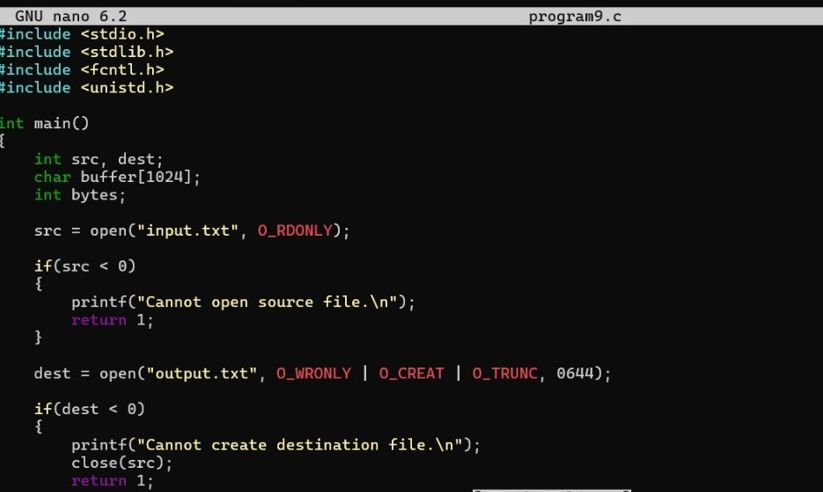 GNU nano 6.2 program9.c
#include <stdio.h>
#include <stdlib.h>
#include <fcntl.h>
#include <unistd.h>
int main()
{
int src, dest;
char buffer[1024];
int bytes;
src = open("input.txt", O_RDONLY);
if(src < 0)
{
printf("Cannot open source file.\n");
return 1;
}
dest = open("output.txt", O_WRONLY | O_CREAT | O_TRUNC, 0644);
if(dest < 0)
{
printf("Cannot create destination file.\n");
close(src);
return 1;